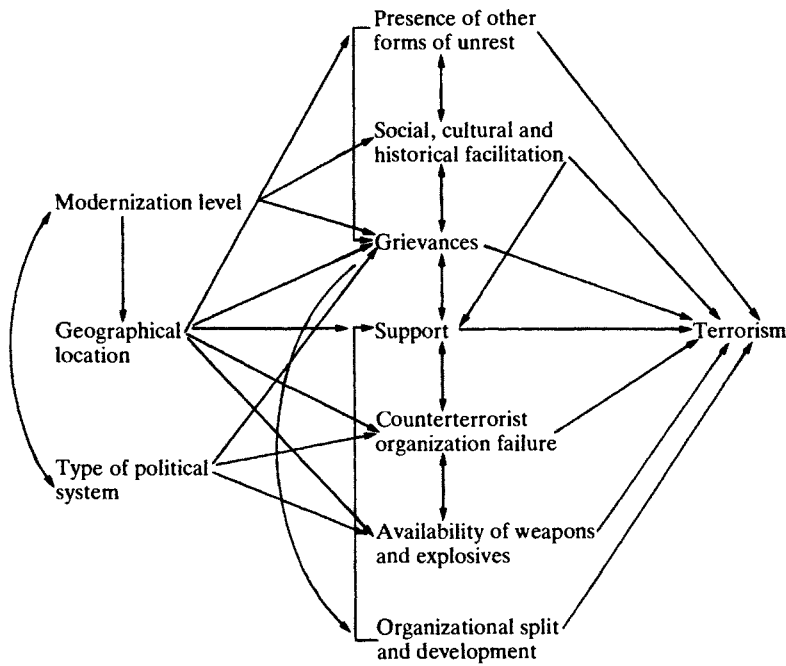 Presence of other
forms of unrest
Social, cultural and
historical facilitation
Modernization level
Grievances
Geographical
location
Support
Terrorism
Counterterrorist
organization failure
Type of political
system
Availability of weapons
and explosives
Organizational split
and development